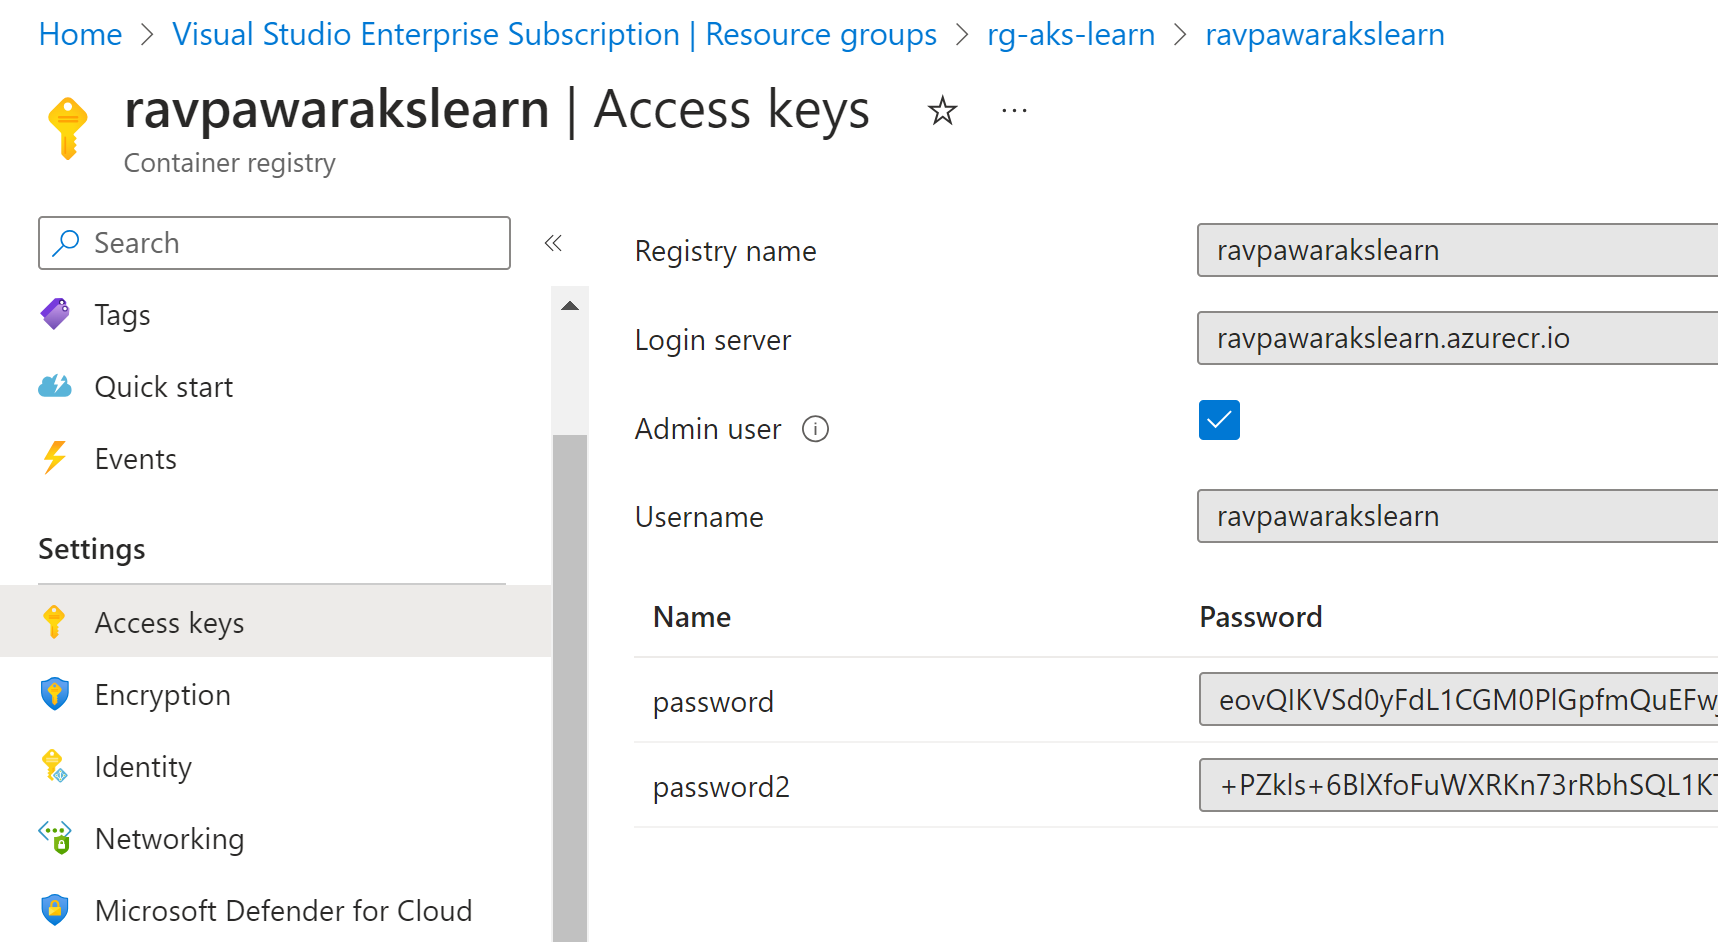 Home > Visual Studio Enterprise Subscription | Resource groups > rg-aks-learn > ravpawarakslearn
ravpawarakslearn | Access keys
Container registry
Search
Tags
Quick start
Events
Settings
Access keys
Encryption
Identity
Networking
Microsoft Defender for Cloud
Registry name
ravpawarakslearn
Login server
ravpawarakslearn.azurecr.io
Admin user
Username
ravpawarakslearn
Name Password
password eovQIKVSd0yFdL1CGM0PlGpfmQuEFw
password2 +PZkls+6BlXfoFuWXRKn73rRbhSQL1K